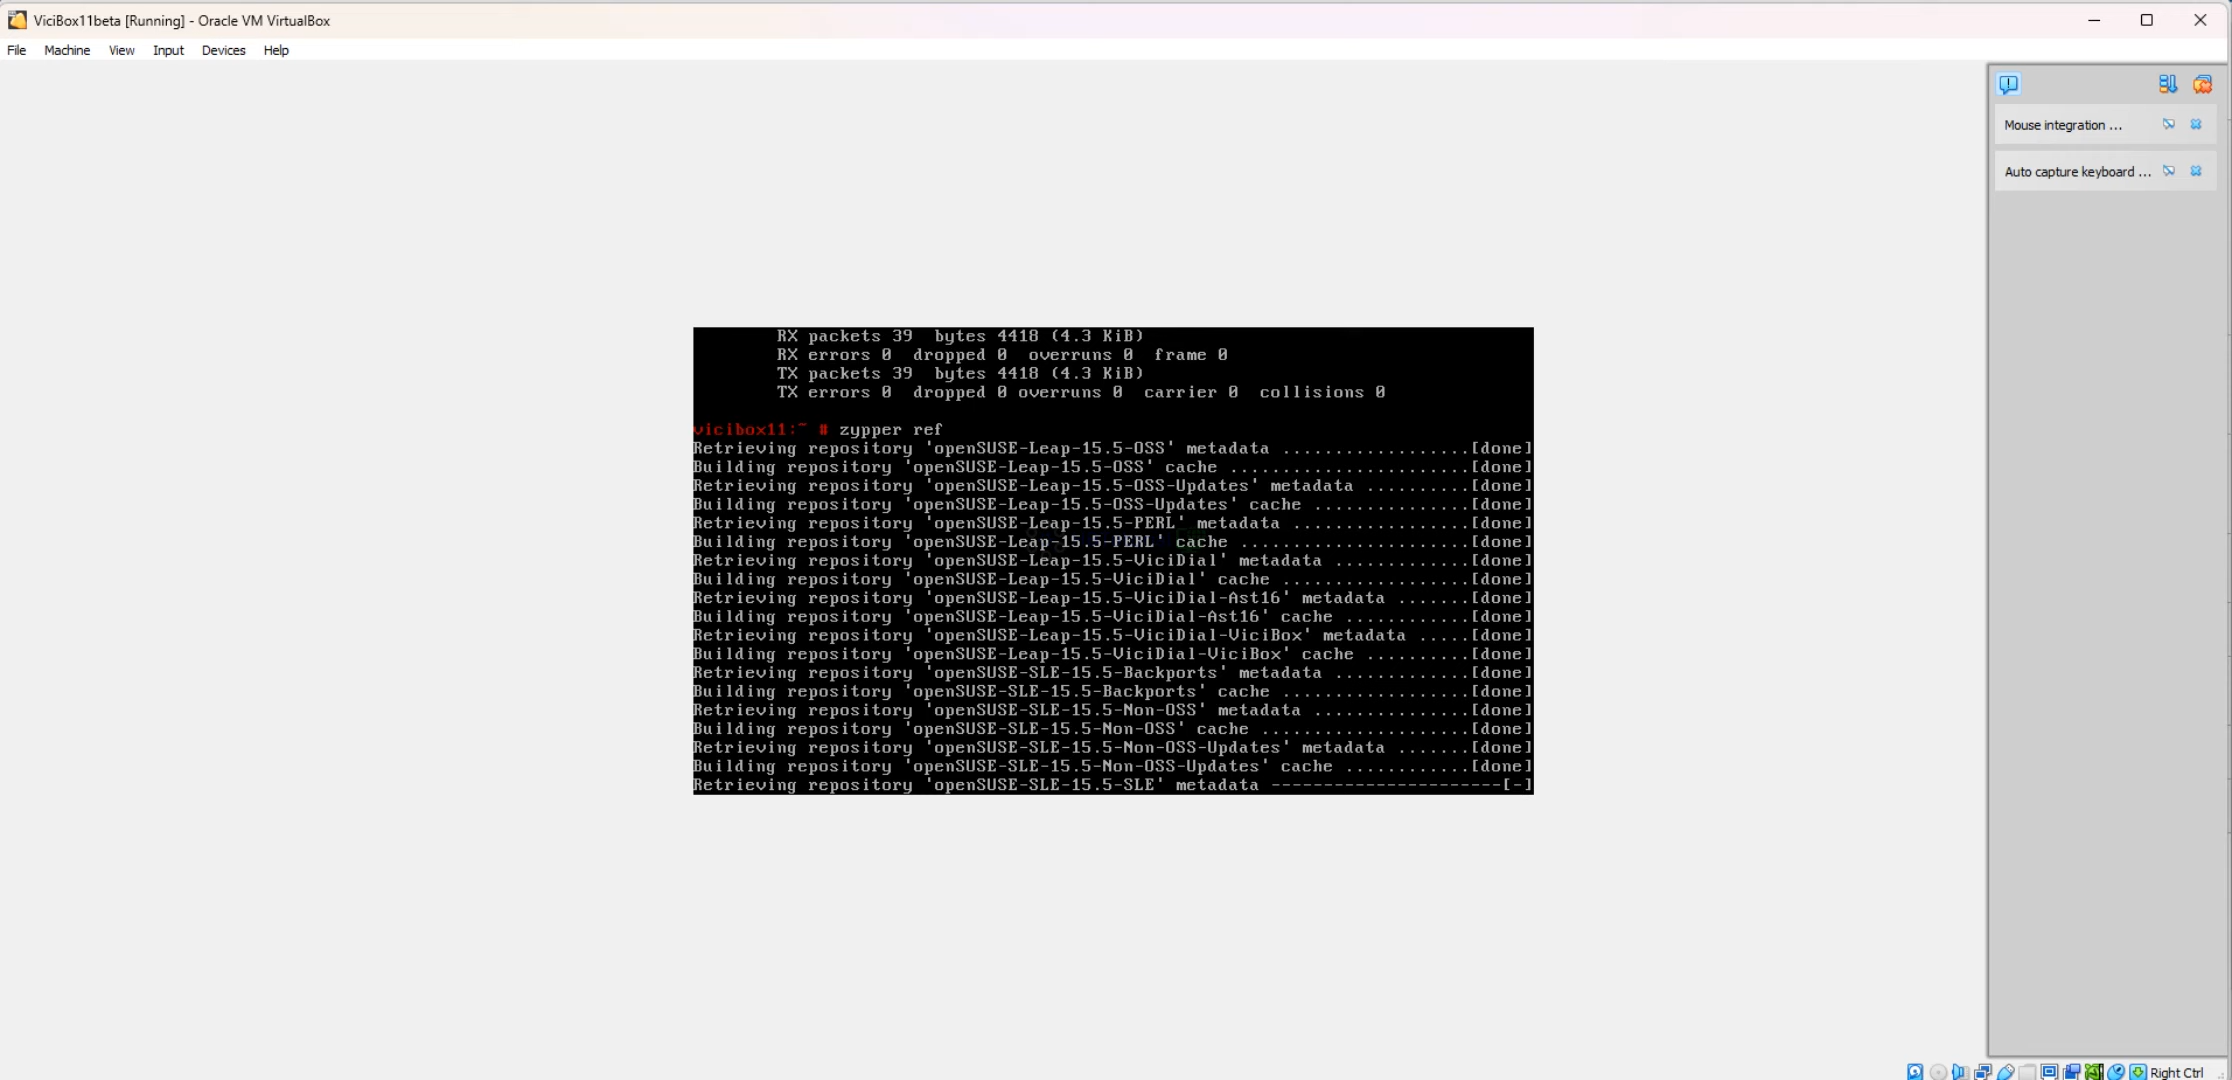 ViciBox11beta [Running] - Oracle VM VirtualBox
File Machine View Input Devices Help
Mouse integration ...
Auto capture keyboard ...
RX packets 39 bytes 4418 (4.3 KiB)
RX errors 0 dropped 0 overruns 0 frame 0
TX packets 39 bytes 4418 (4.3 KiB)
TX errors 0 dropped 0 overruns 0 carrier 0 collisions 0
vicibox11:~ # zypper ref
Retrieving repository 'openSUSE-Leap-15.5-OSS' metadata ..................[done]
Building repository 'openSUSE-Leap-15.5-OSS' cache .......................[done]
Retrieving repository 'openSUSE-Leap-15.5-OSS-Updates' metadata ..........[done]
Building repository 'openSUSE-Leap-15.5-OSS-Updates' cache ...............[done]
Retrieving repository 'openSUSE-Leap-15.5-PERL' metadata .................[done]
Building repository 'openSUSE-Leap-15.5-PERL' cache ......................[done]
Retrieving repository 'openSUSE-Leap-15.5-ViciDial' metadata .............[done]
Building repository 'openSUSE-Leap-15.5-ViciDial' cache ..................[done]
Retrieving repository 'openSUSE-Leap-15.5-ViciDial-Ast16' metadata .......[done]
Building repository 'openSUSE-Leap-15.5-ViciDial-Ast16' cache ............[done]
Retrieving repository 'openSUSE-Leap-15.5-ViciDial-ViciBox' metadata .....[done]
Building repository 'openSUSE-Leap-15.5-ViciDial-ViciBox' cache ..........[done]
Retrieving repository 'openSUSE-SLE-15.5-Backports' metadata .............[done]
Building repository 'openSUSE-SLE-15.5-Backports' cache ..................[done]
Retrieving repository 'openSUSE-SLE-15.5-Non-OSS' metadata ...............[done]
Building repository 'openSUSE-SLE-15.5-Non-OSS' cache ....................[done]
Retrieving repository 'openSUSE-SLE-15.5-Non-OSS-Updates' metadata .......[done]
Building repository 'openSUSE-SLE-15.5-Non-OSS-Updates' cache ............[done]
Retrieving repository 'openSUSE-SLE-15.5-SLE' metadata ----------------------[-]
Right Ctrl